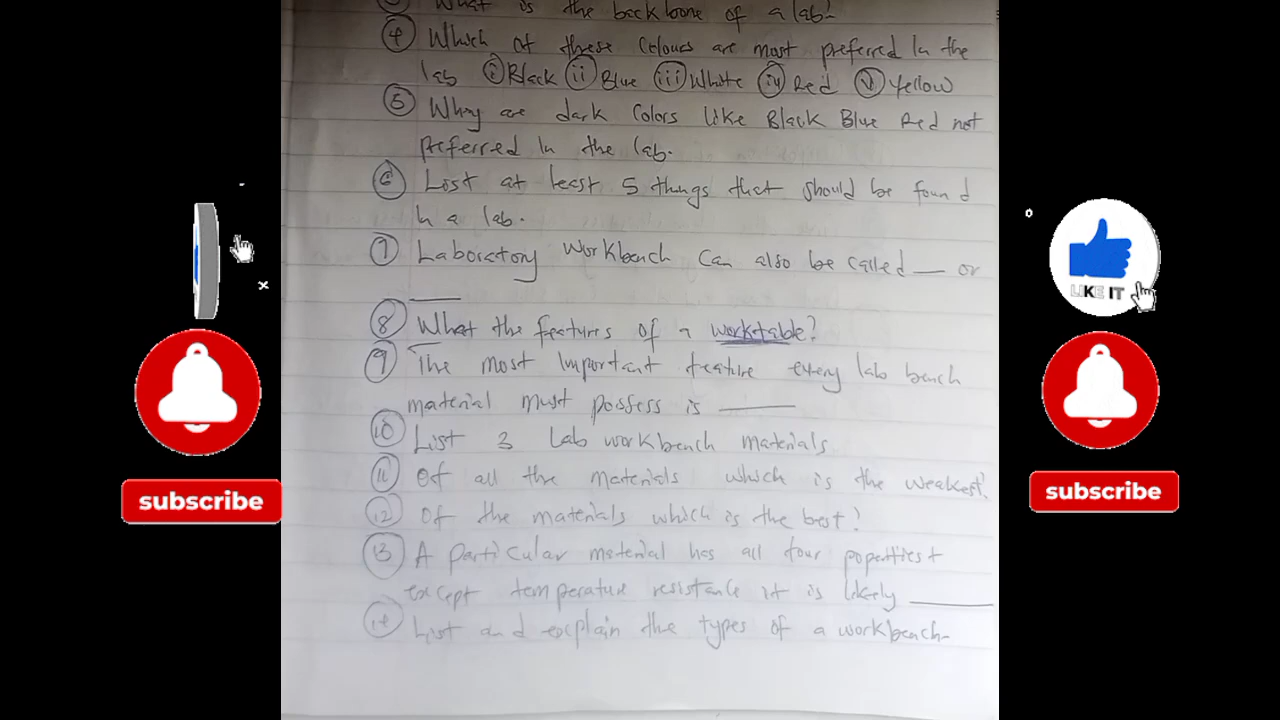 ③ What is the backbone of a lab?
④ Which of these Colours are most preferred in the
lab ⓘ Black ⓘⓘ Blue ⓘⓘⓘ White ⓘⓥ Red ⓥ Yellow
⑤ Whay are dark Colors like Black Blue Red not
preferred in the lab.
⑥ List at least 5 things that should be found
in a lab.
⑦ Laboratory Workbench Can also be called __ or
__
⑧ What the features of a worktable?
⑨ The most important feature every lab bench
material must possess is ____
⑩ List 3 Lab workbench materials
⑪ Of all the materials which is the weakest?
⑫ Of the materials which is the best?
⑬ A particular material has all four
except temperature resistance it is likely ____
⑭ List and explain the types of a workbench-
LIKE IT
subscribe
subscribe